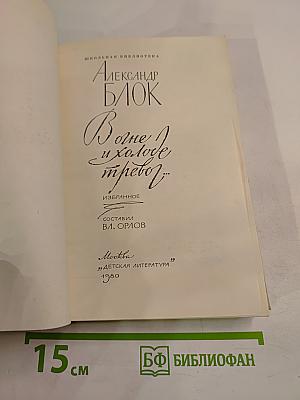 ШКОЛЬНАЯ БИБЛИОТЕКА
АЛЕКСАНДР
БЛОК
В огне
и холоде
тревог...
ИЗБРАННОЕ
СОСТАВИЛ
ВЛ. ОРЛОВ
Москва
„ДЕТСКАЯ ЛИТЕРАТУРА”
1980
15 см
БФ БИБЛИОФАН